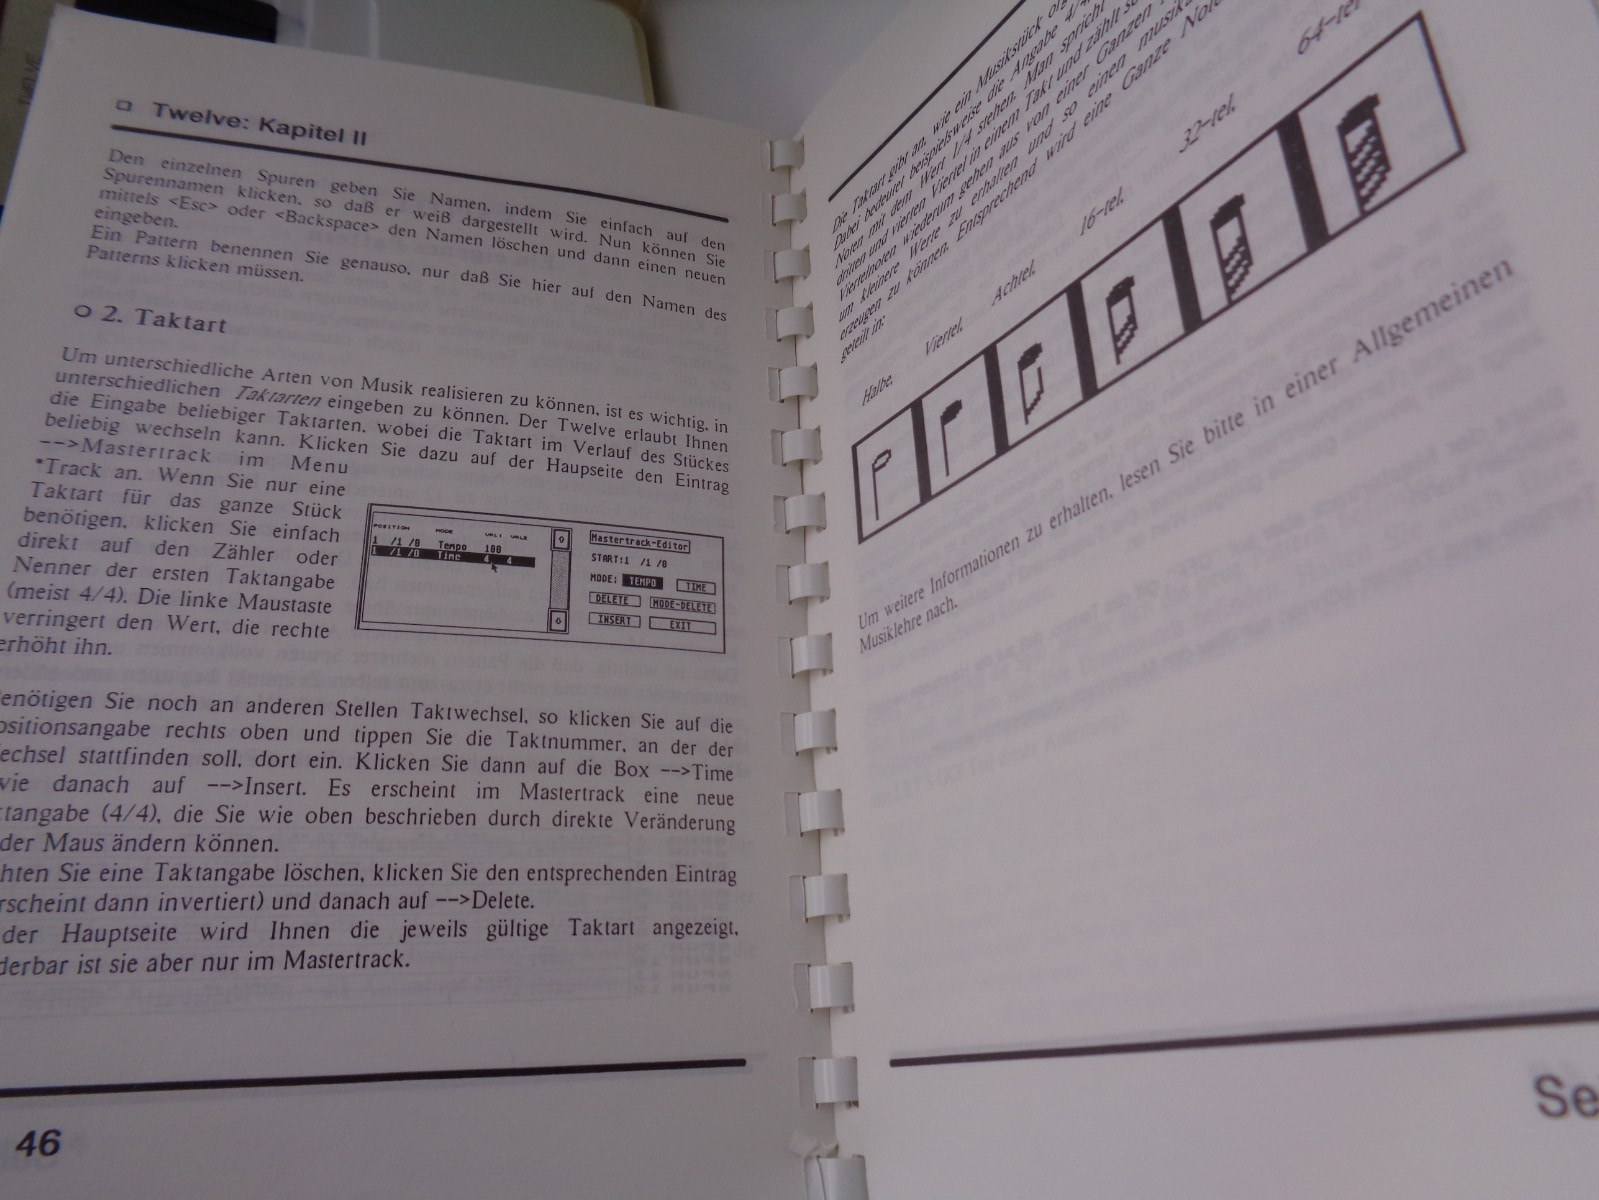 Twelve: Kapitel II
Den einzelnen Spuren geben Sie Namen, indem Sie einfach auf den
Spurennamen klicken, so daß er weiß dargestellt wird. Nun können Sie
mittels <Esc> oder <Backspace> den Namen löschen und dann einen neuen
eingeben.
Ein Pattern benennen Sie genauso, nur daß Sie hier auf den Namen des
Patterns klicken müssen.
2. Taktart
Um unterschiedliche Arten von Musik realisieren zu können, ist es wichtig, in
unterschiedlichen Taktarten eingeben zu können. Der Twelve erlaubt Ihnen
die Eingabe beliebiger Taktarten, wobei die Taktart im Verlauf des Stückes
beliebig wechseln kann. Klicken Sie dazu auf der Haupseite den Eintrag
-->Mastertrack im Menu
*Track an. Wenn Sie nur eine
Taktart für das ganze Stück
benötigen, klicken Sie einfach
direkt auf den Zähler oder
Nenner der ersten Taktangabe
(meist 4/4). Die linke Maustaste
verringert den Wert, die rechte
erhöht ihn.
POSITION MODE VAL1 VAL2
1 /1 /0 Tempo 100
1 /1 /0 Time 4 4
Mastertrack-Editor
START:1 /1 /0
MODE: TEMPO TIME
DELETE MODE-DELETE
INSERT EXIT
enötigen Sie noch an anderen Stellen Taktwechsel, so klicken Sie auf die
ositionsangabe rechts oben und tippen Sie die Taktnummer, an der der
echsel stattfinden soll, dort ein. Klicken Sie dann auf die Box -->Time
wie danach auf -->Insert. Es erscheint im Mastertrack eine neue
ktangabe (4/4), die Sie wie oben beschrieben durch direkte Veränderung
der Maus ändern können.
hten Sie eine Taktangabe löschen, klicken Sie den entsprechenden Eintrag
rscheint dann invertiert) und danach auf -->Delete.
der Hauptseite wird Ihnen die jeweils gültige Taktart angezeigt,
derbar ist sie aber nur im Mastertrack.
46
Die Taktart gibt an, wie ein Musikstück
Dabei bedeutet beispielsweise die Angabe 4/4,
Noten mit dem Wert 1/4 stehen. Man spricht
dritten und vierten Viertel in einem Takt und zählt
Viertelnoten wiederum gehen aus von einer Ganzen
um kleinere Werte zu erhalten und so einen
erzeugen zu können. Entsprechend wird eine Ganze Note
geteilt in:
Halbe, Viertel, Achtel, 16-tel, 32-tel, 64-tel
Um weitere Informationen zu erhalten, lesen Sie bitte in einer Allgemeinen
Musiklehre nach.
Se